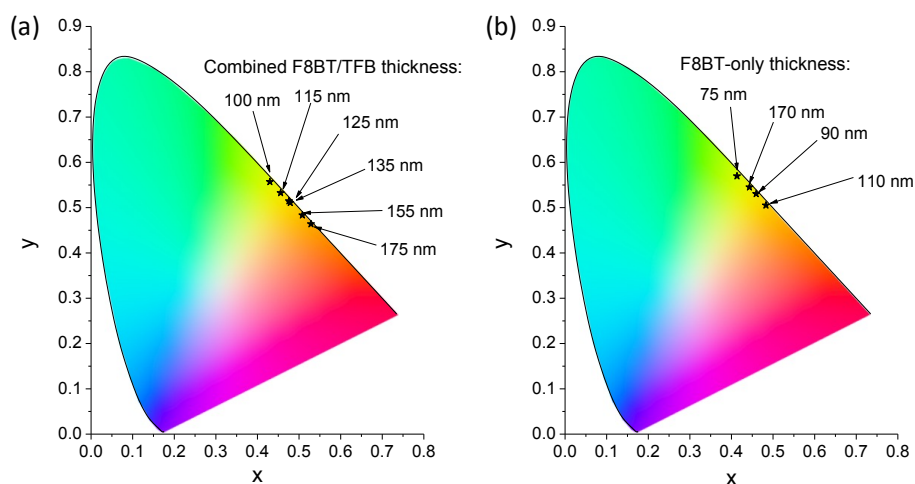 (a)
Combined F8BT/TFB thickness:
100 nm
115 nm
125 nm
135 nm
155 nm
175 nm
0.9
0.8
0.7
0.6
0.5
0.4
0.3
0.2
0.1
0.0
y
0.0 0.1 0.2 0.3 0.4 0.5 0.6 0.7 0.8
x
(b)
F8BT-only thickness:
75 nm
170 nm
90 nm
110 nm
0.9
0.8
0.7
0.6
0.5
0.4
0.3
0.2
0.1
0.0
y
0.0 0.1 0.2 0.3 0.4 0.5 0.6 0.7 0.8
x